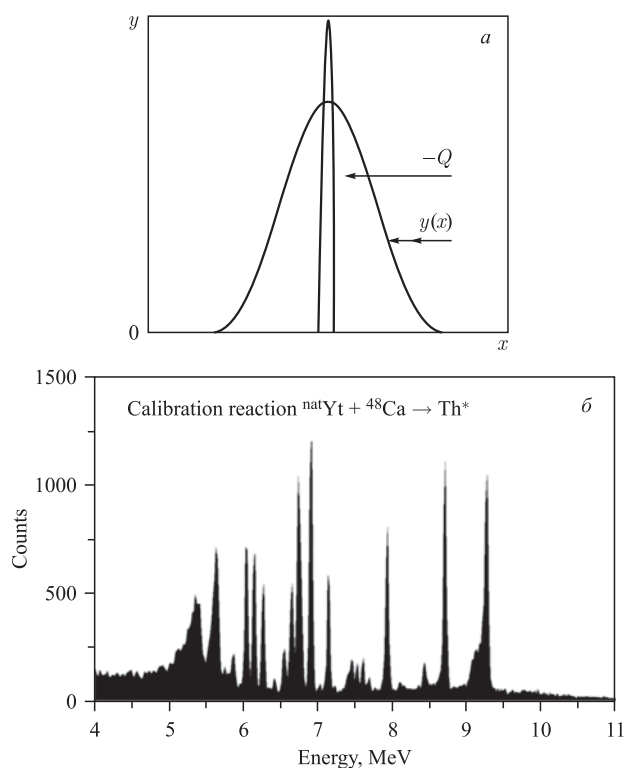 y
a
−Q
y(x)
0
x
1500
Calibration reaction ⁿᵃᵗYt + ⁴⁸Ca → Th*
б
1000
Counts
500
0
4 5 6 7 8 9 10 11
Energy, MeV